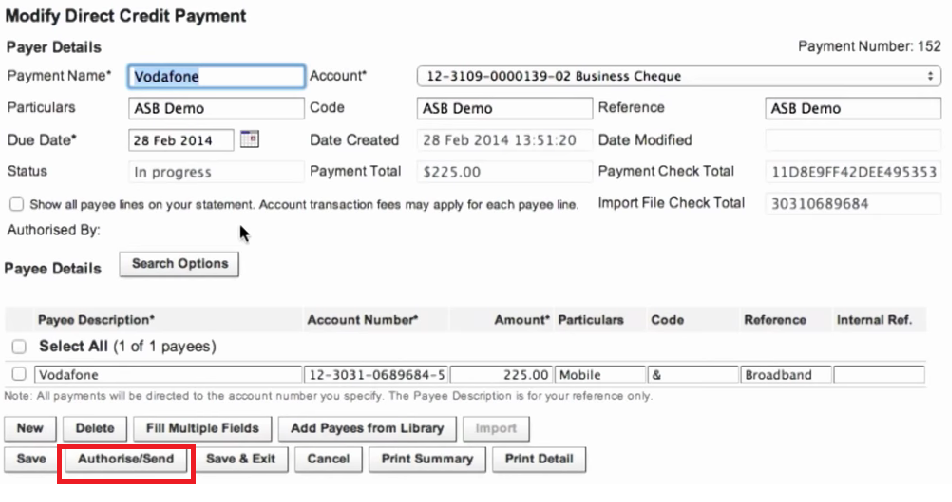 Modify Direct Credit Payment
Payer Details Payment Number: 152
Payment Name* Vodafone Account* 12-3109-0000139-02 Business Cheque
Particulars ASB Demo Code ASB Demo Reference ASB Demo
Due Date* 28 Feb 2014 Date Created 28 Feb 2014 13:51:20 Date Modified
Status In progress Payment Total $225.00 Payment Check Total 11D8E9FF42DEE495353
Show all payee lines on your statement. Account transaction fees may apply for each payee line. Import File Check Total 30310689684
Authorised By:
Payee Details Search Options
Payee Description* Account Number* Amount* Particulars Code Reference Internal Ref.
Select All (1 of 1 payees)
Vodafone 12-3031-0689684-5 225.00 Mobile & Broadband
Note: All payments will be directed to the account number you specify. The Payee Description is for your reference only.
New Delete Fill Multiple Fields Add Payees from Library Import
Save Authorise/Send Save & Exit Cancel Print Summary Print Detail